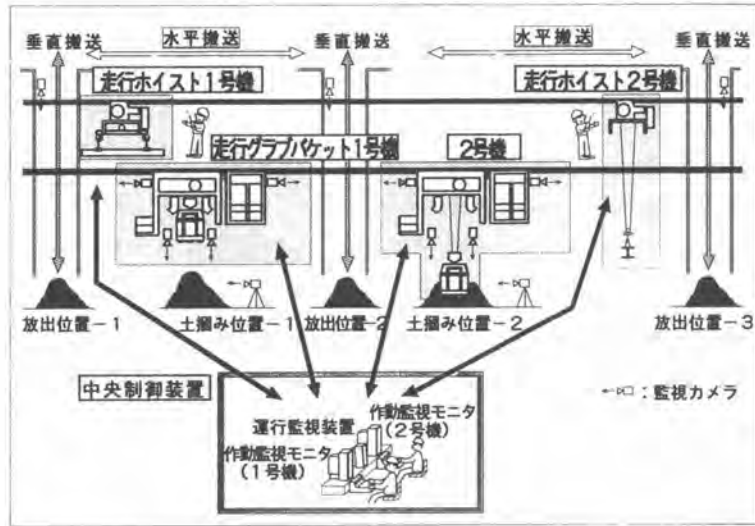 垂直搬送
水平搬送
垂直搬送
水平搬送
垂直搬送
走行ホイスト1号機
走行ホイスト2号機
走行グラブバケット1号機
2号機
放出位置-1
土掴み位置-1
放出位置-2
土掴み位置-2
放出位置-3
中央制御装置
:監視カメラ
運行監視装置
作動監視モニタ
(2号機)
作動監視モニタ
(1号機)